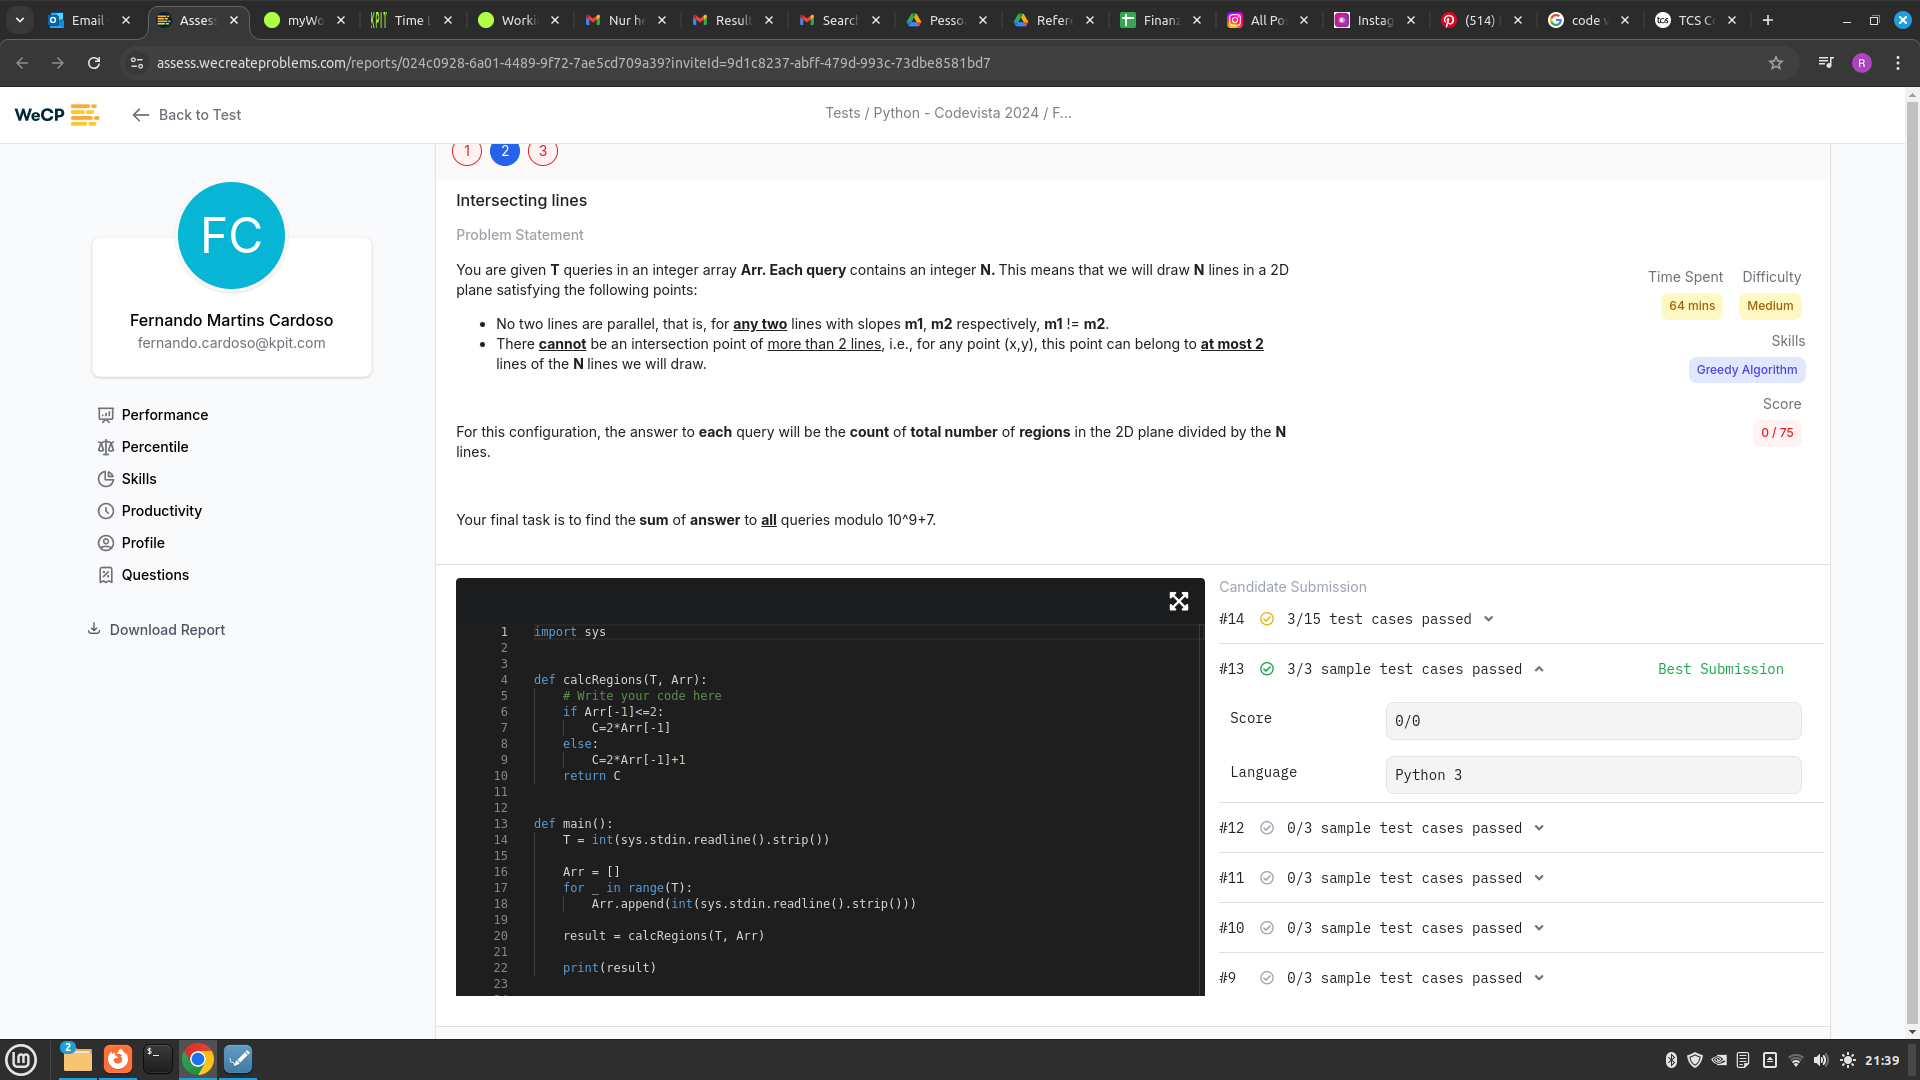 Email
Asses
myWo
KPIT Time L
Worki
Nur he
Result
Search
Pesso
Refere
Finanz
All Po
Instag
(514)
code v
tcs TCS C
assess.wecreateproblems.com/reports/024c0928-6a01-4489-9f72-7ae5cd709a39?inviteId=9d1c8237-abff-479d-993c-73dbe8581bd7
R
WeCP
Back to Test
Tests / Python - Codevista 2024 / F...
1 2 3
FC
Fernando Martins Cardoso
fernando.cardoso@kpit.com
Performance
Percentile
Skills
Productivity
Profile
Questions
Download Report
Intersecting lines
Problem Statement
You are given T queries in an integer array Arr. Each query contains an integer N. This means that we will draw N lines in a 2D
plane satisfying the following points:
• No two lines are parallel, that is, for any two lines with slopes m1, m2 respectively, m1 != m2.
• There cannot be an intersection point of more than 2 lines, i.e., for any point (x,y), this point can belong to at most 2
lines of the N lines we will draw.
For this configuration, the answer to each query will be the count of total number of regions in the 2D plane divided by the N
lines.
Your final task is to find the sum of answer to all queries modulo 10^9+7.
Time Spent Difficulty
64 mins Medium
Skills
Greedy Algorithm
Score
0 / 75
1 import sys
2
3
4 def calcRegions(T, Arr):
5 # Write your code here
6 if Arr[-1]<=2:
7 C=2*Arr[-1]
8 else:
9 C=2*Arr[-1]+1
10 return C
11
12
13 def main():
14 T = int(sys.stdin.readline().strip())
15
16 Arr = []
17 for _ in range(T):
18 Arr.append(int(sys.stdin.readline().strip()))
19
20 result = calcRegions(T, Arr)
21
22 print(result)
23
Candidate Submission
#14 3/15 test cases passed
#13 3/3 sample test cases passed Best Submission
Score 0/0
Language Python 3
#12 0/3 sample test cases passed
#11 0/3 sample test cases passed
#10 0/3 sample test cases passed
#9 0/3 sample test cases passed
2
21:39